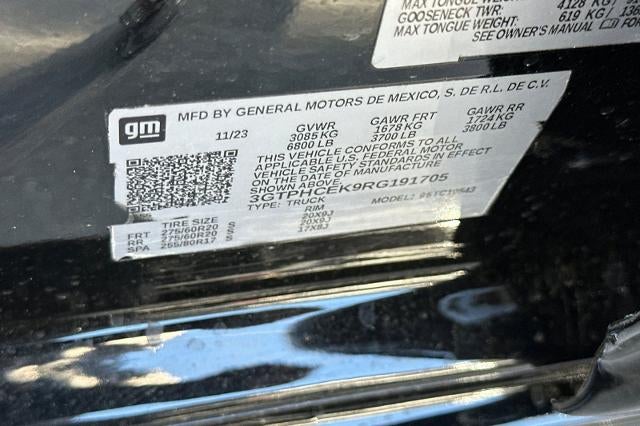 4128 KG /
GOOSENECK TWR: 619 KG /
MAX TONGUE WEIGHT:
SEE OWNER'S MANUAL
gm
MFD BY GENERAL MOTORS DE MEXICO, S. DE R.L. DE C.V.
11/23 GVWR GAWR FRT GAWR RR
3085 KG 1678 KG 1724 KG
6800 LB 3700 LB 3800 LB
THIS VEHICLE CONFORMS TO ALL
APPLICABLE U.S. FEDERAL MOTOR
VEHICLE SAFETY STANDARDS IN EFFECT
ON THE DATE OF MANUFACTURE
SHOWN ABOVE.
3GTPHCEK9RG191705
TYPE: TRUCK MODEL:
TIRE SIZE RIM
FRT 275/60R20 S 20X9J
RR 275/60R20 S 20X9J
SPA 255/80R17 S 17X8J